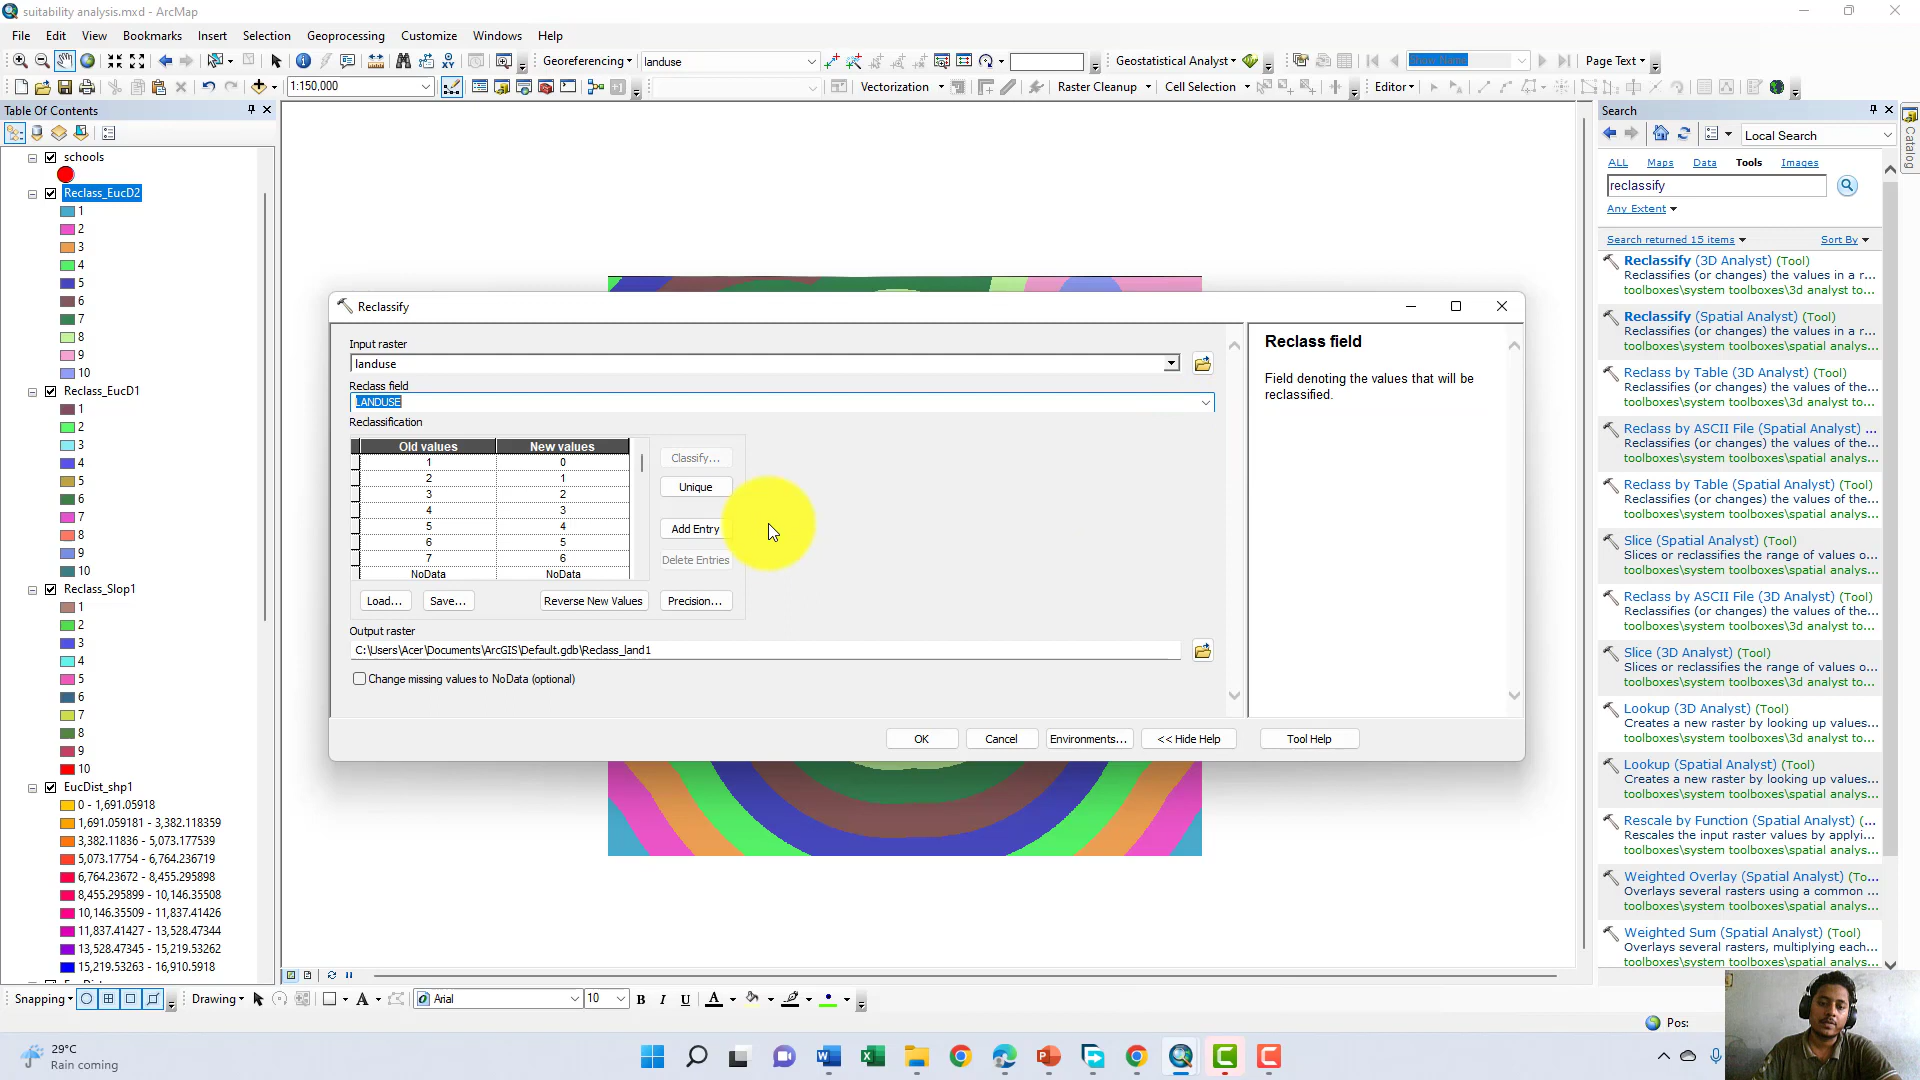 suitability analysis.mxd - ArcMap
File Edit View Bookmarks Insert Selection Geoprocessing Customize Windows Help
Georeferencing landuse Geostatistical Analyst Page Text
1:150,000 Vectorization Raster Cleanup Cell Selection Editor
Table Of Contents
schools
Reclass_EucD2
1
2
3
4
5
6
7
8
9
10
Reclass_EucD1
1
2
3
4
5
6
7
8
9
10
Reclass_Slop1
1
2
3
4
5
6
7
8
9
10
EucDist_shp1
0 - 1,691.05918
1,691.059181 - 3,382.118359
3,382.11836 - 5,073.177539
5,073.17754 - 6,764.236719
6,764.23672 - 8,455.295898
8,455.295899 - 10,146.35508
10,146.35509 - 11,837.41426
11,837.41427 - 13,528.47344
13,528.47345 - 15,219.53262
15,219.53263 - 16,910.5918
Reclassify
Input raster
landuse
Reclass field
LANDUSE
Reclassification
Old values New values
1 0
2 1
3 2
4 3
5 4
6 5
7 6
NoData NoData
Classify...
Unique
Add Entry
Delete Entries
Load... Save... Reverse New Values Precision...
Output raster
C:\Users\Acer\Documents\ArcGIS\Default.gdb\Reclass_land1
Change missing values to NoData (optional)
OK Cancel Environments... << Hide Help Tool Help
Reclass field
Field denoting the values that will be
reclassified.
Search
Local Search
ALL Maps Data Tools Images
reclassify
Any Extent
Search returned 15 items Sort By
Reclassify (3D Analyst) (Tool)
Reclassifies (or changes) the values in a r...
toolboxes\system toolboxes\3d analyst to...
Reclassify (Spatial Analyst) (Tool)
Reclassifies (or changes) the values in a r...
toolboxes\system toolboxes\spatial analys...
Reclass by Table (3D Analyst) (Tool)
Reclassifies (or changes) the values of the...
toolboxes\system toolboxes\3d analyst to...
Reclass by ASCII File (Spatial Analyst) ...
Reclassifies (or changes) the values of the...
toolboxes\system toolboxes\spatial analys...
Reclass by Table (Spatial Analyst) (Tool)
Reclassifies (or changes) the values of the...
toolboxes\system toolboxes\spatial analys...
Slice (Spatial Analyst) (Tool)
Slices or reclassifies the range of values o...
toolboxes\system toolboxes\spatial analys...
Reclass by ASCII File (3D Analyst) (Tool)
Reclassifies (or changes) the values of the...
toolboxes\system toolboxes\3d analyst to...
Slice (3D Analyst) (Tool)
Slices or reclassifies the range of values o...
toolboxes\system toolboxes\3d analyst to...
Lookup (3D Analyst) (Tool)
Creates a new raster by looking up values...
toolboxes\system toolboxes\3d analyst to...
Lookup (Spatial Analyst) (Tool)
Creates a new raster by looking up values...
toolboxes\system toolboxes\spatial analys...
Rescale by Function (Spatial Analyst) (...
Rescales the input raster values by applyi...
toolboxes\system toolboxes\spatial analys...
Weighted Overlay (Spatial Analyst) (To...
Overlays several rasters using a common ...
toolboxes\system toolboxes\spatial analys...
Weighted Sum (Spatial Analyst) (Tool)
Overlays several rasters, multiplying each...
toolboxes\system toolboxes\spatial analys...
Catalog
Snapping Drawing Arial 10 B I U A
Pos:
29°C
Rain coming